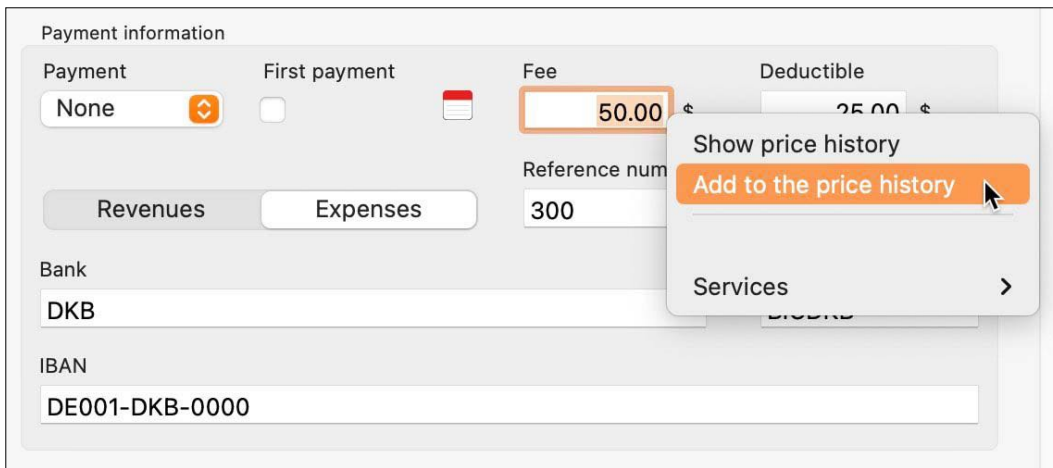 Payment information
Payment First payment Fee Deductible
None 50.00 $ 25.00 $
Show price history
Reference num
Add to the price history
Revenues Expenses 300
Services
Bank
DKB
IBAN
DE001-DKB-0000